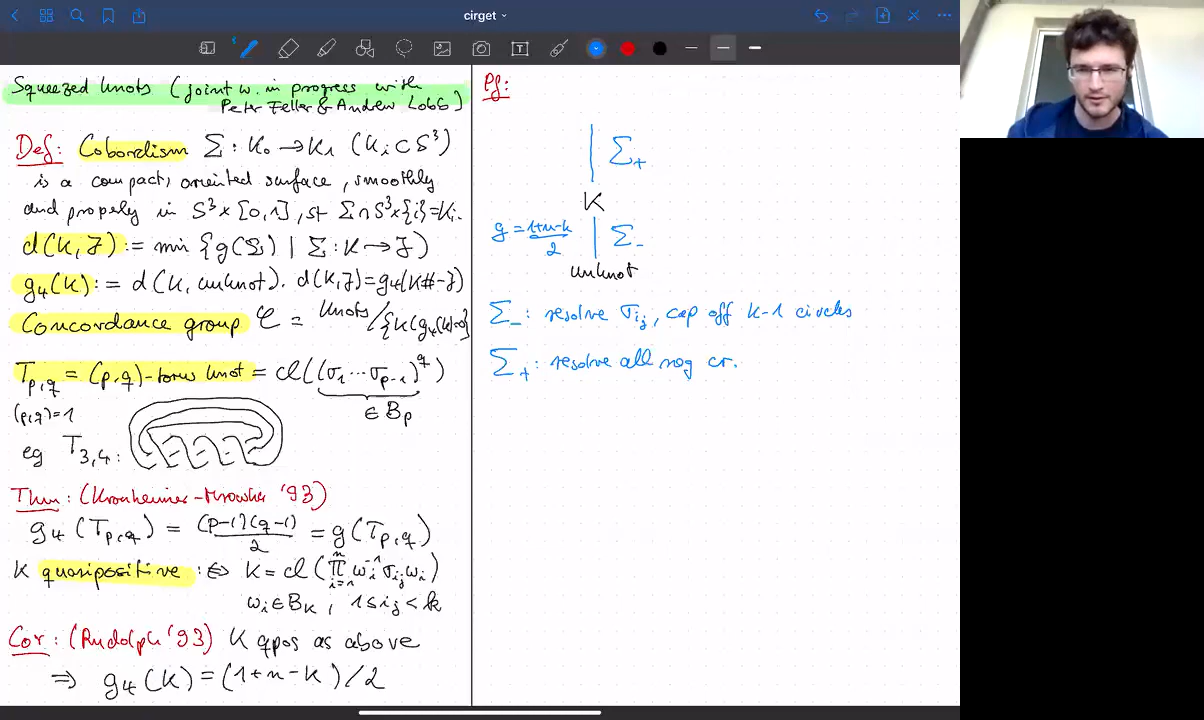 cirget
Squeezed knots (joint w. in progress with
Peter Feller & Andrew Lobb)
Def: Cobordism Σ: K₀ → K₁ (Kᵢ ⊂ S³)
is a compact, oriented surface, smoothly
and properly in S³ × [0,1], st Σ ∩ S³×{i} = Kᵢ.
d(K, J) := min {g(Σ) | Σ: K → J}
g₄(K) := d(K, unknot). d(K,J) = g₄(K#-J)
Concordance group 𝒞 = knots/{K|g₄(K)=0}
T_{p,q} = (p,q)-torus knot = cl((σ₁ ⋯ σ_{p-1})^q)
(p,q)=1
∈ B_p
eg T_{3,4}:
Thm: (Kronheimer-Mrowka '93)
g₄(T_{p,q}) = (p-1)(q-1)/2 = g(T_{p,q})
K quasipositive :⇔ K = cl(∏_{i=1}^{n} ωᵢ⁻¹ σ_{i_j} ωᵢ)
ωᵢ ∈ B_k, 1 ≤ i_j < k
Cor: (Rudolph '93) K qpos as above
⇒ g₄(K) = (1+n-k)/2
Pf:
Σ₊
K
g = (1+n-k)/2 Σ₋
unknot
Σ₋: resolve σ_{i_j}, cap off k-1 circles
Σ₊: resolve all neg cr.